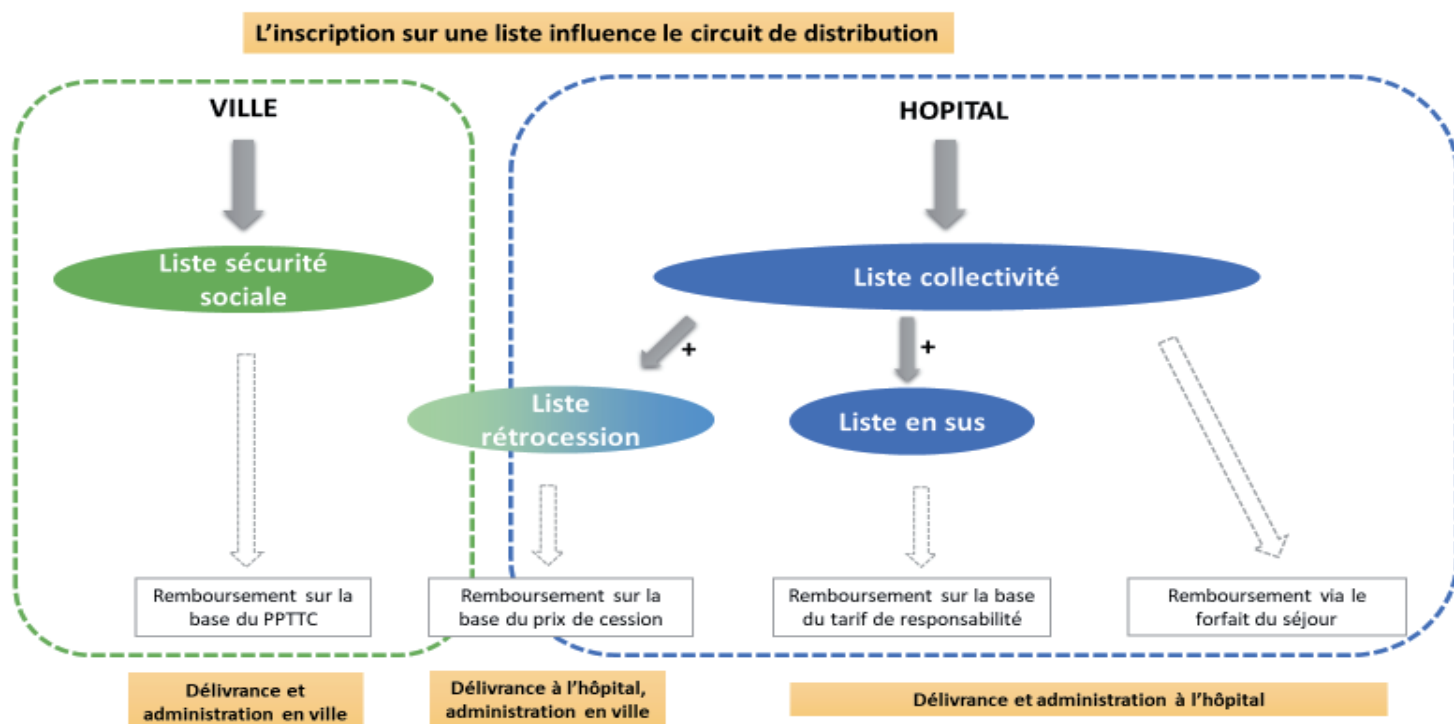 L'inscription sur une liste influence le circuit de distribution
VILLE
HOPITAL
Liste sécurité
sociale
Liste collectivité
+
+
Liste
rétrocession
Liste en sus
Remboursement sur la
base du PPTTC
Remboursement sur la
base du prix de cession
Remboursement sur la base
du tarif de responsabilité
Remboursement via le
forfait du séjour
Délivrance et
administration en ville
Délivrance à l'hôpital,
administration en ville
Délivrance et administration à l'hôpital